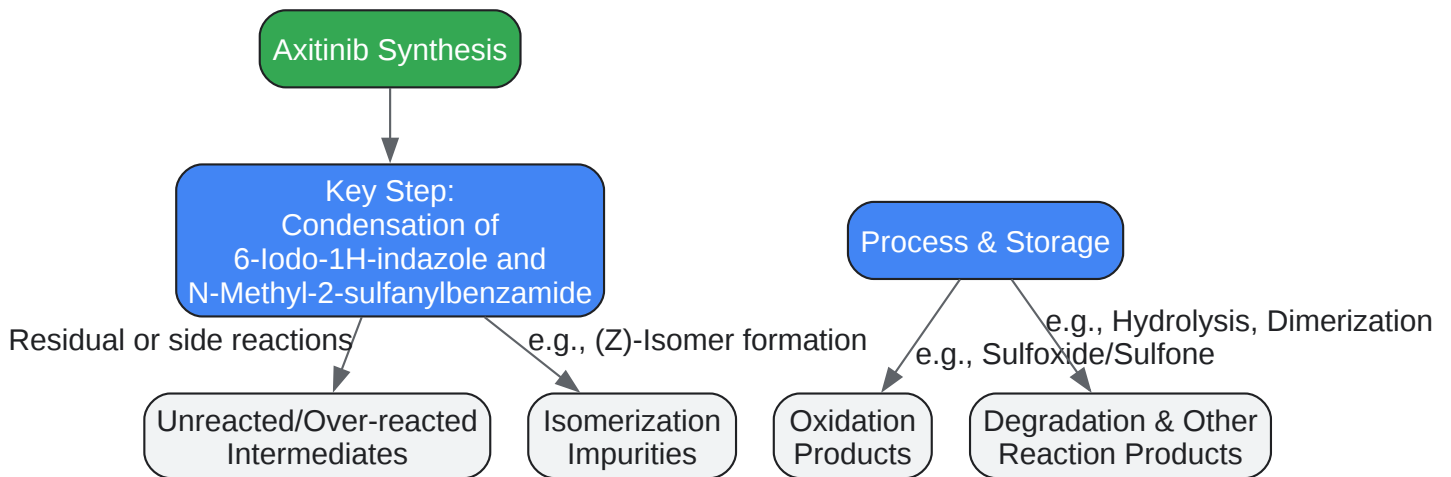 Axitinib Synthesis
Key Step:
Condensation of
6-Iodo-1H-indazole and
N-Methyl-2-sulfanylbenzamide
Process & Storage
Residual or side reactions
e.g., (Z)-Isomer formation
e.g., Sulfoxide/Sulfone
e.g., Hydrolysis, Dimerization
Unreacted/Over-reacted
Intermediates
Isomerization
Impurities
Oxidation
Products
Degradation & Other
Reaction Products